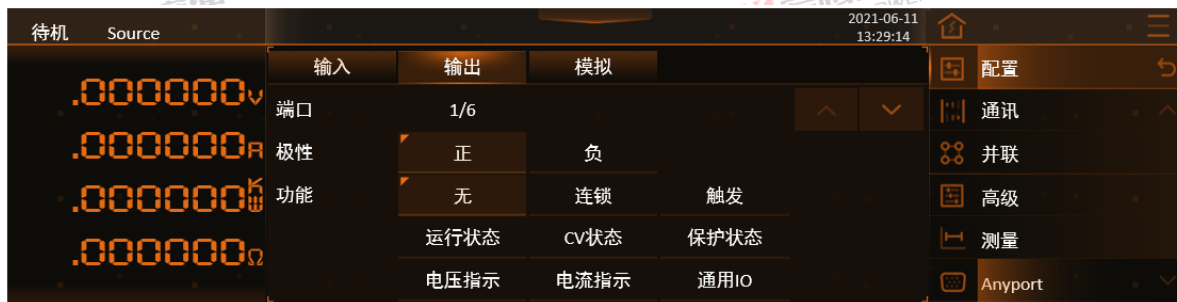 待机 Source
2021-06-11
13:29:14
.000000V
.000000A
.000000KW
.000000Ω
输入 输出 模拟
端口 1/6
极性 正 负
功能 无 连锁 触发
运行状态 CV状态 保护状态
电压指示 电流指示 通用IO
配置
通讯
并联
高级
测量
Anyport